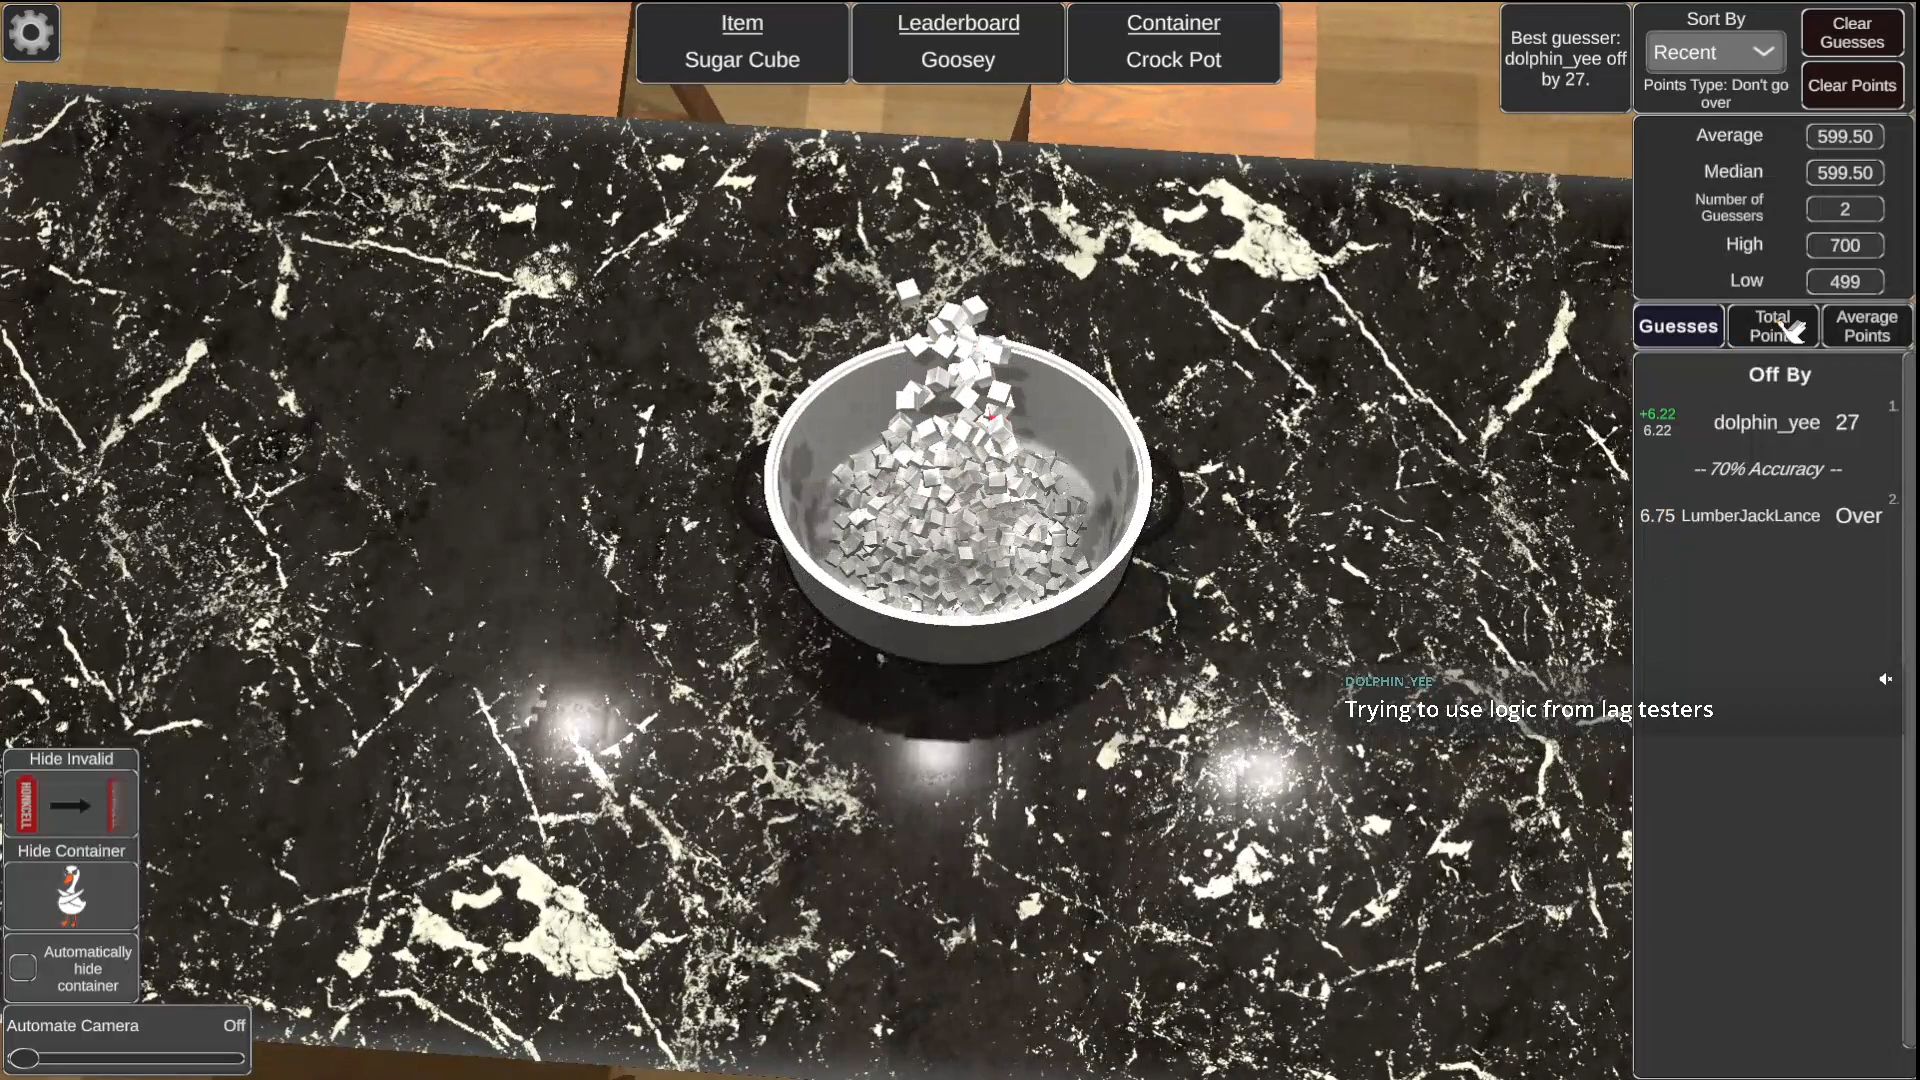 Item
Sugar Cube
Leaderboard
Goosey
Container
Crock Pot
Best guesser:
dolphin_yee off
by 27.
Sort By
Recent
Points Type: Don't go
over
Clear
Guesses
Clear Points
Average
599.50
Median
599.50
Number of
Guessers
2
High
700
Low
499
Guesses
Total
Points
Average
Points
Off By
1.
+6.22
6.22
dolphin_yee
27
-- 70% Accuracy --
2.
6.75
LumberJackLance
Over
DOLPHIN_YEE
Trying to use logic from lag testers
Hide Invalid
HONKCELL
Hide Container
Automatically
hide
container
Automate Camera
Off